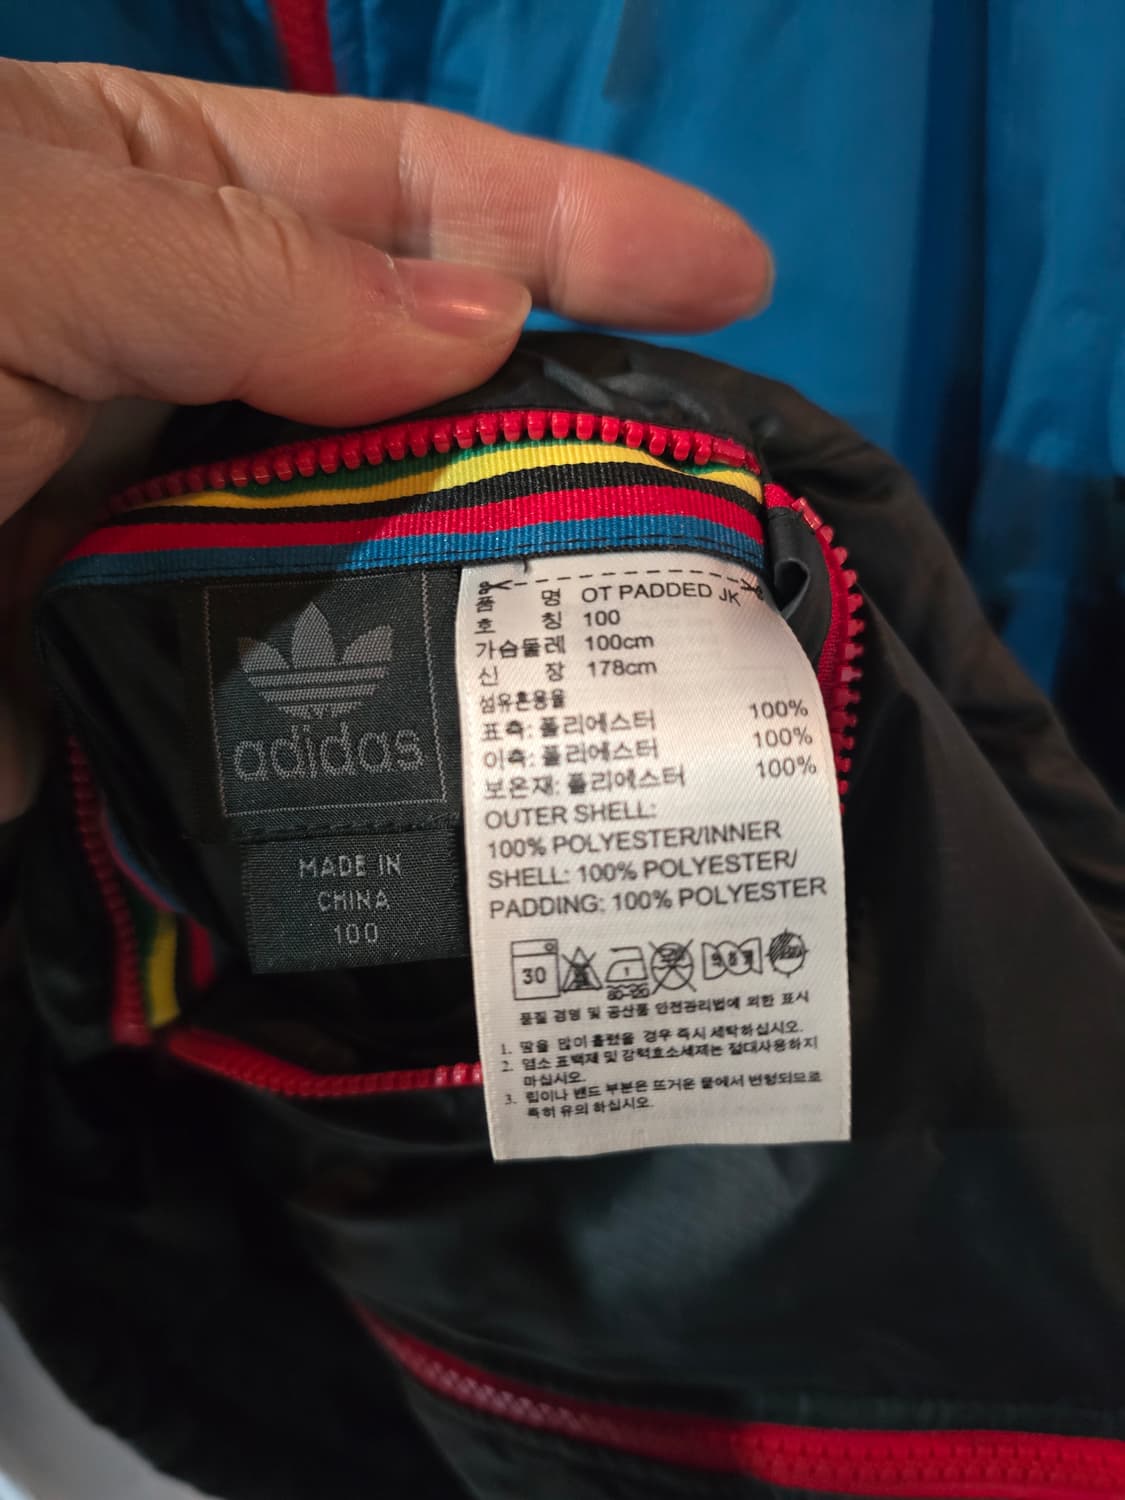 adidas
MADE IN
CHINA
100
품 명 OT PADDED JK
호 칭 100
가슴둘레 100cm
신 장 178cm
섬유혼용율
표측: 폴리에스터 100%
이측: 폴리에스터 100%
보온재: 폴리에스터 100%
OUTER SHELL:
100% POLYESTER/INNER
SHELL: 100% POLYESTER/
PADDING: 100% POLYESTER
30
품질 경영 및 공산품 안전관리법에 의한 표시
1. 땀을 많이 흘렸을 경우 즉시 세탁하십시오.
2. 염소 표백제 및 강력효소세제는 절대사용하지
마십시오.
3. 립이나 밴드 부분은 뜨거운 물에서 변형되므로
특히 유의 하십시오.